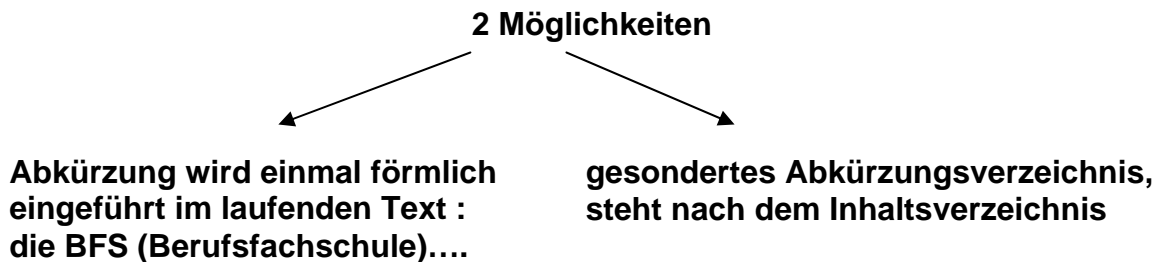 2 Möglichkeiten
Abkürzung wird einmal förmlich
eingeführt im laufenden Text :
die BFS (Berufsfachschule)….
gesondertes Abkürzungsverzeichnis,
steht nach dem Inhaltsverzeichnis